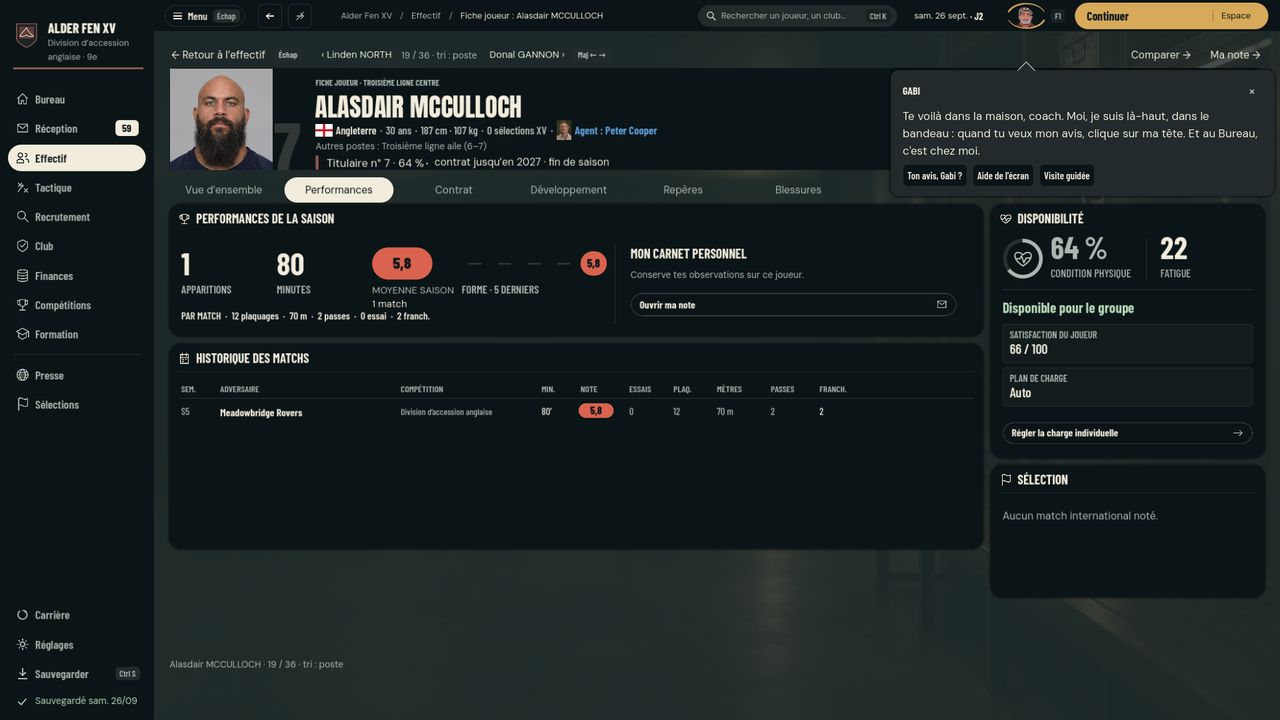 ALDER FEN XV
Division d'accession
anglaise · 9e
Menu Échap
Alder Fen XV / Effectif / Fiche joueur : Alasdair MCCULLOCH
Rechercher un joueur, un club… Ctrl K
sam. 26 sept. · J2
F1
Continuer Espace
Bureau
Réception 59
Effectif
Tactique
Recrutement
Club
Finances
Compétitions
Formation
Presse
Sélections
Carrière
Réglages
Sauvegarder Ctrl S
Sauvegardé sam. 26/09
← Retour à l'effectif Échap
‹ Linden NORTH 19 / 36 · tri : poste Donal GANNON › Maj ← →
Comparer → Ma note →
FICHE JOUEUR · TROISIÈME LIGNE CENTRE
ALASDAIR MCCULLOCH
Angleterre · 30 ans · 187 cm · 107 kg · 0 sélections XV · Agent : Peter Cooper
Autres postes : Troisième ligne aile (6–7)
Titulaire n° 7 · 64 % · contrat jusqu'en 2027 · fin de saison
7
GABI ×
Te voilà dans la maison, coach. Moi, je suis là-haut, dans le
bandeau : quand tu veux mon avis, clique sur ma tête. Et au Bureau,
c'est chez moi.
Ton avis, Gabi ? Aide de l'écran Visite guidée
Vue d'ensemble Performances Contrat Développement Repères Blessures
PERFORMANCES DE LA SAISON
1 80 5,8 — — — — 5,8
APPARITIONS MINUTES MOYENNE SAISON FORME · 5 DERNIERS
1 match
PAR MATCH · 12 plaquages · 70 m · 2 passes · 0 essai · 2 franch.
MON CARNET PERSONNEL
Conserve tes observations sur ce joueur.
Ouvrir ma note
HISTORIQUE DES MATCHS
SEM. ADVERSAIRE COMPÉTITION MIN. NOTE ESSAIS PLAQ. MÈTRES PASSES FRANCH.
S5 Meadowbridge Rovers Division d'accession anglaise 80' 5,8 0 12 70 m 2 2
DISPONIBILITÉ
64 % 22
CONDITION PHYSIQUE FATIGUE
Disponible pour le groupe
SATISFACTION DU JOUEUR
66 / 100
PLAN DE CHARGE
Auto
Régler la charge individuelle →
SÉLECTION
Aucun match international noté.
Alasdair MCCULLOCH · 19 / 36 · tri : poste